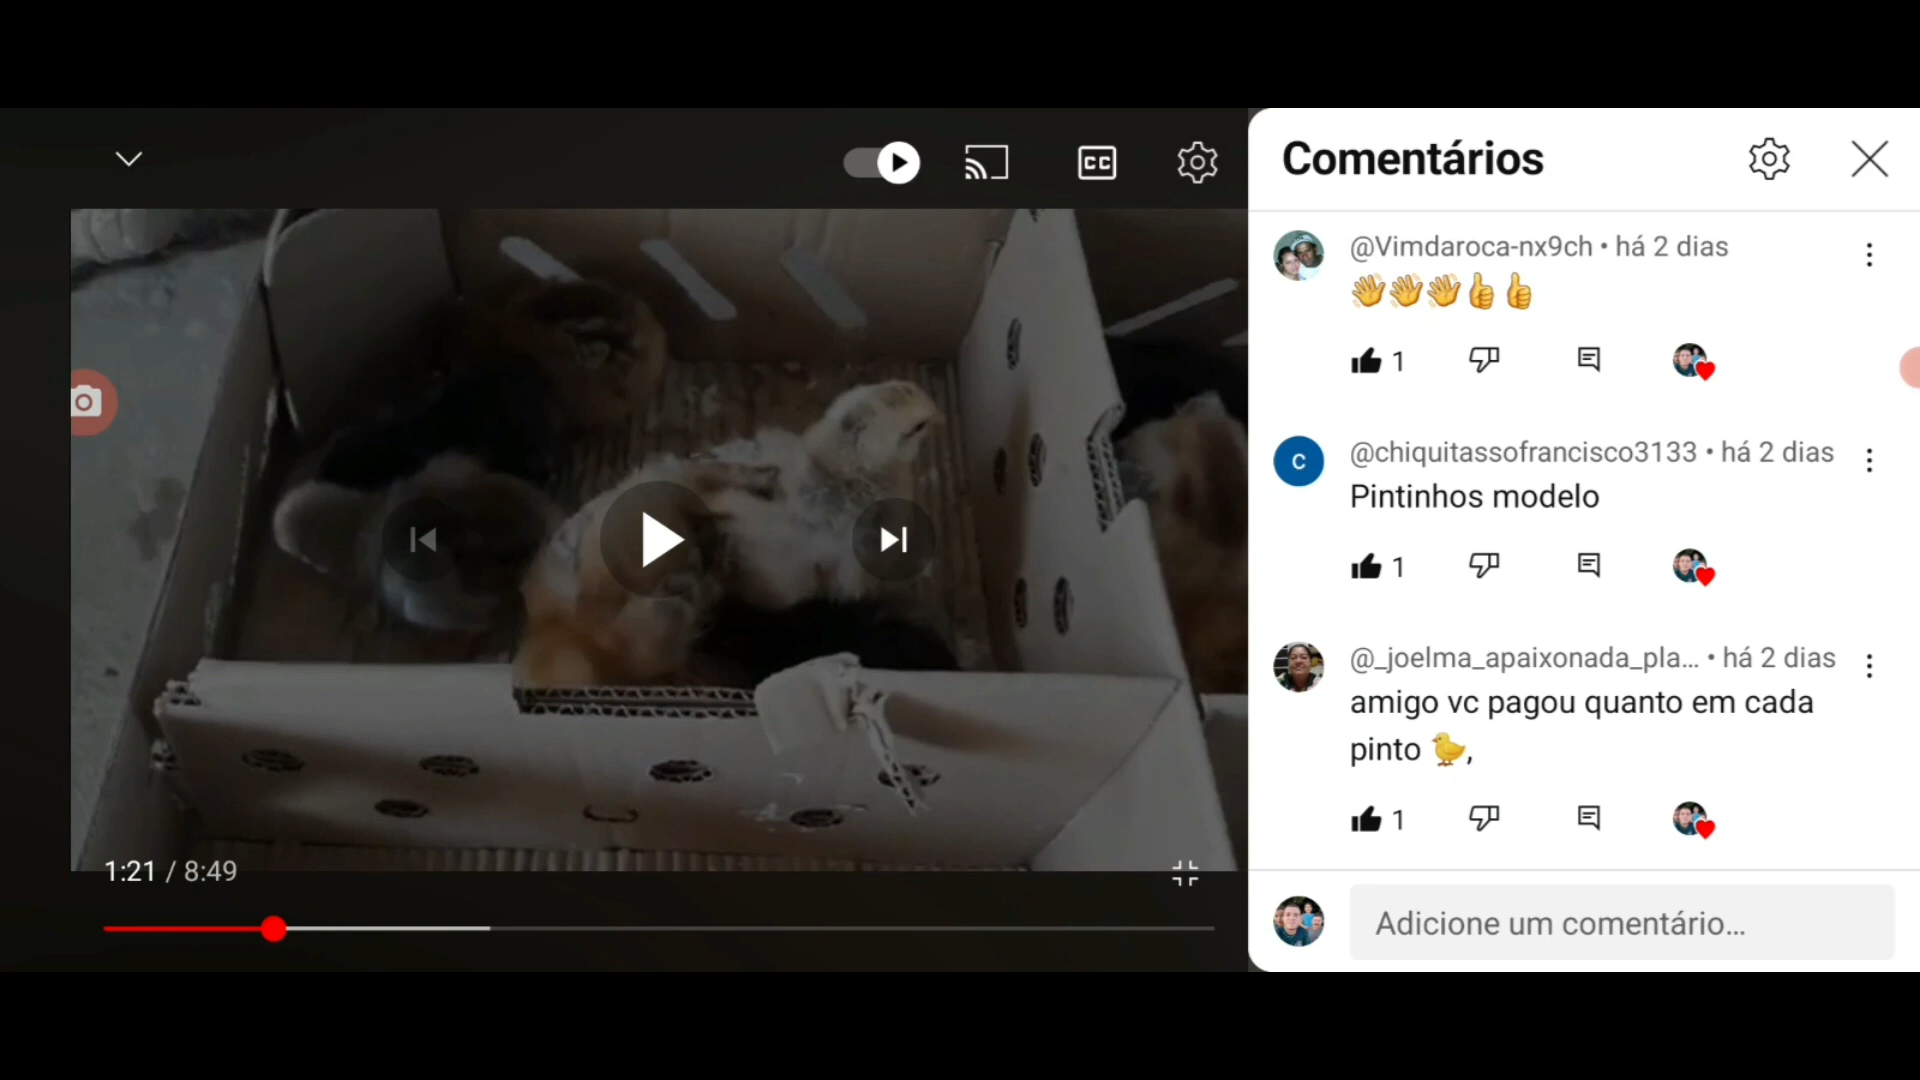 CC
Comentários
@Vimdaroca-nx9ch • há 2 dias
👋👋👋👍👍
1
C
@chiquitassofrancisco3133 • há 2 dias
Pintinhos modelo
1
@_joelma_apaixonada_pla... • há 2 dias
amigo vc pagou quanto em cada
pinto 🐤,
1
1:21 / 8:49
Adicione um comentário...